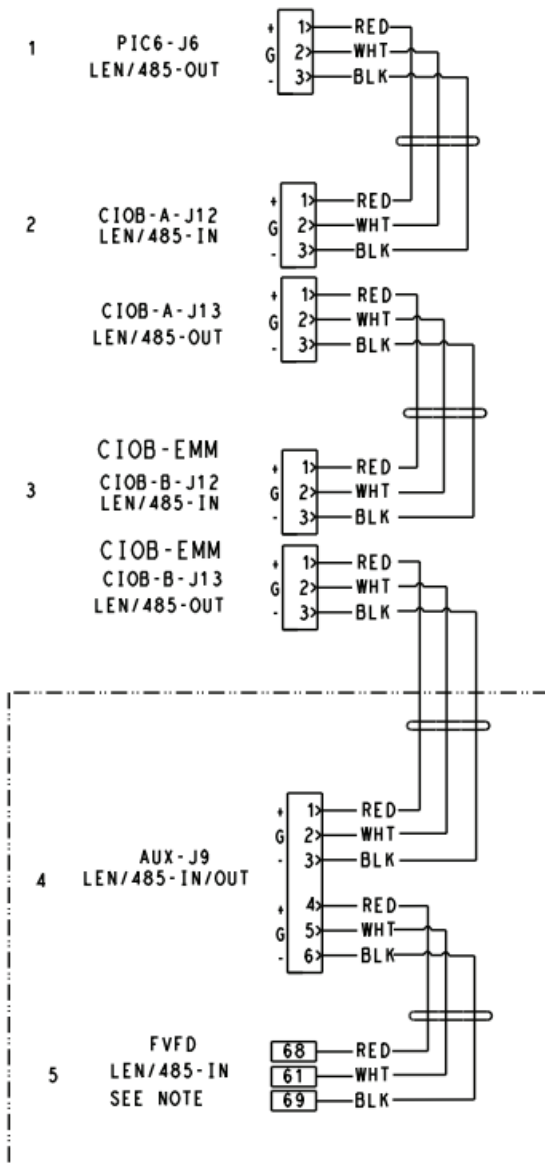 1
PIC6-J6
LEN/485-OUT
+ 1 RED
G 2 WHT
- 3 BLK
2
CIOB-A-J12
LEN/485-IN
+ 1 RED
G 2 WHT
- 3 BLK
CIOB-A-J13
LEN/485-OUT
+ 1 RED
G 2 WHT
- 3 BLK
3
CIOB-EMM
CIOB-B-J12
LEN/485-IN
+ 1 RED
G 2 WHT
- 3 BLK
CIOB-EMM
CIOB-B-J13
LEN/485-OUT
+ 1 RED
G 2 WHT
- 3 BLK
4
AUX-J9
LEN/485-IN/OUT
+ 1 RED
G 2 WHT
- 3 BLK
+ 4 RED
G 5 WHT
- 6 BLK
5
FVFD
LEN/485-IN
SEE NOTE
68 RED
61 WHT
69 BLK